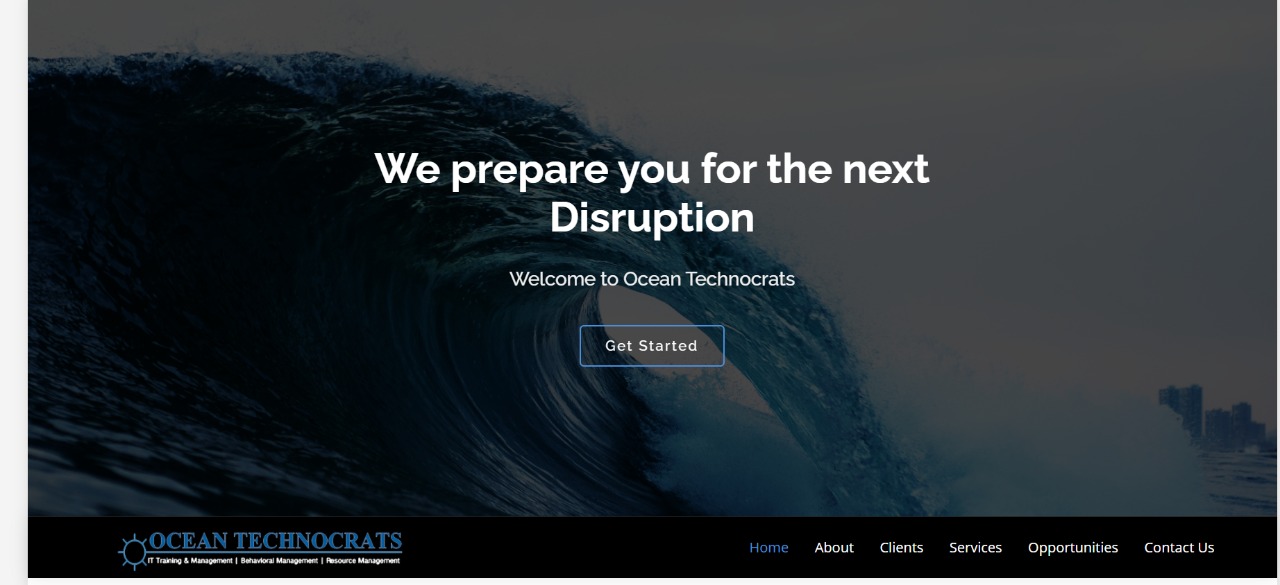 We prepare you for the next
Disruption
Welcome to Ocean Technocrats
Get Started
OCEAN TECHNOCRATS
IT Training & Management | Behavioral Management | Resource Management
Home About Clients Services Opportunities Contact Us